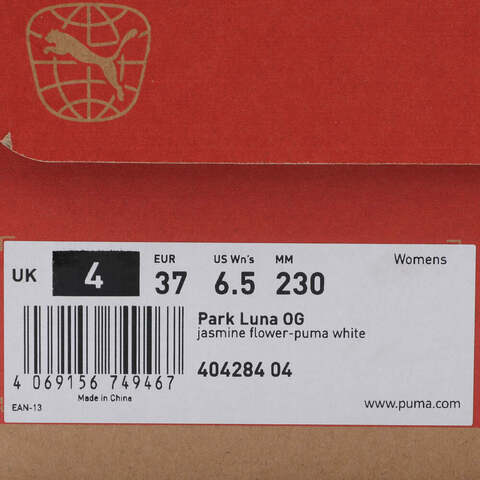 UK 4 EUR 37 US Wn's 6.5 MM 230 Womens
Park Luna OG
jasmine flower-puma white
404284 04
4 069156 749467
Made in China
EAN-13
www.puma.com